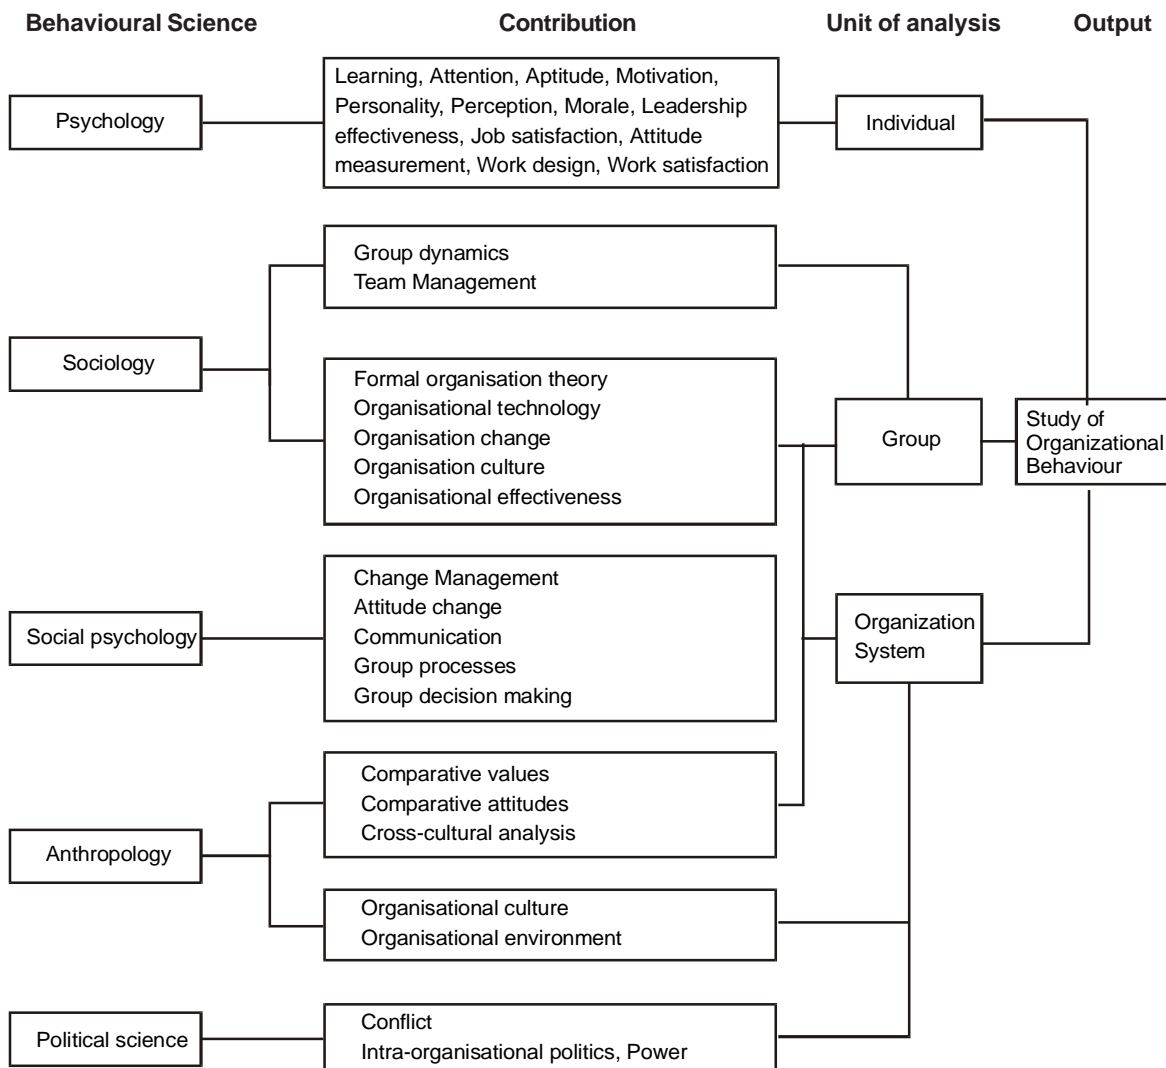 Behavioural Science Contribution Unit of analysis Output
Psychology
Learning, Attention, Aptitude, Motivation,
Personality, Perception, Morale, Leadership
effectiveness, Job satisfaction, Attitude
measurement, Work design, Work satisfaction
Individual
Group dynamics
Team Management
Sociology
Formal organisation theory
Organisational technology
Organisation change
Organisation culture
Organisational effectiveness
Group
Study of
Organizational
Behaviour
Social psychology
Change Management
Attitude change
Communication
Group processes
Group decision making
Organization
System
Anthropology
Comparative values
Comparative attitudes
Cross-cultural analysis
Organisational culture
Organisational environment
Political science
Conflict
Intra-organisational politics, Power